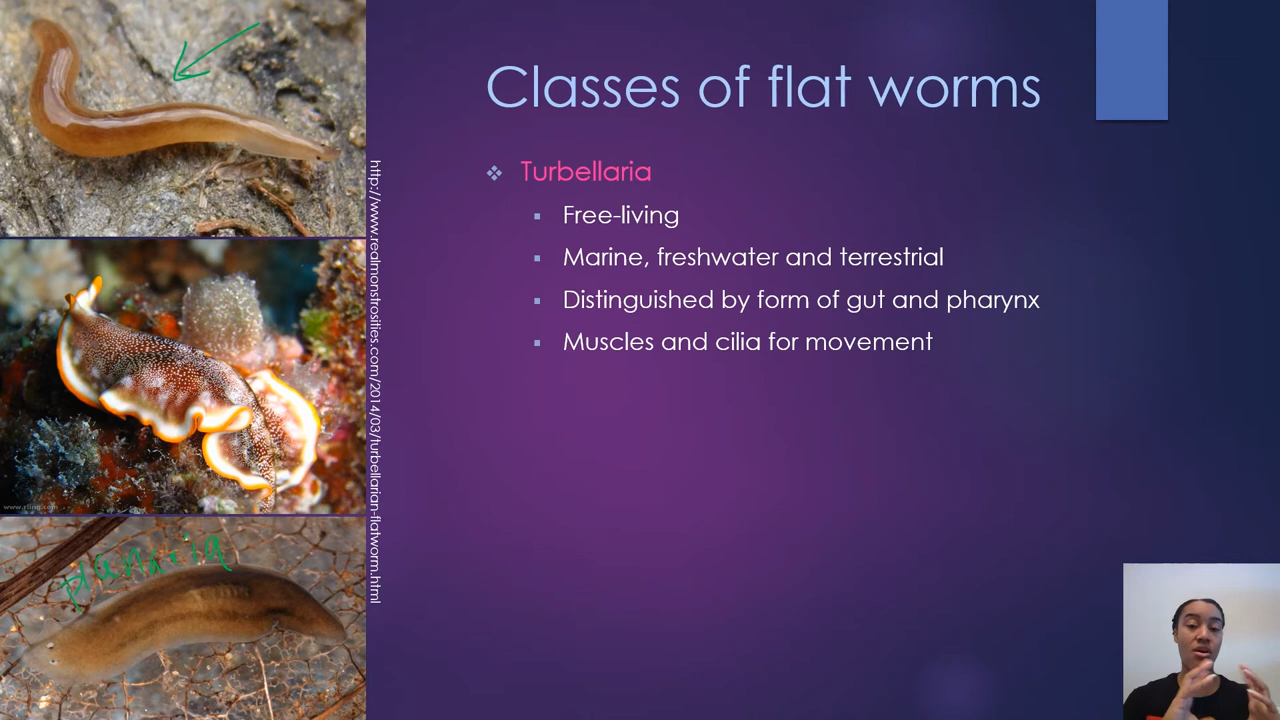 Classes of flat worms
❖ Turbellaria
▪ Free-living
▪ Marine, freshwater and terrestrial
▪ Distinguished by form of gut and pharynx
▪ Muscles and cilia for movement
http://www.realmonstrosities.com/2014/03/turbellarian-flatworm.html
planaria